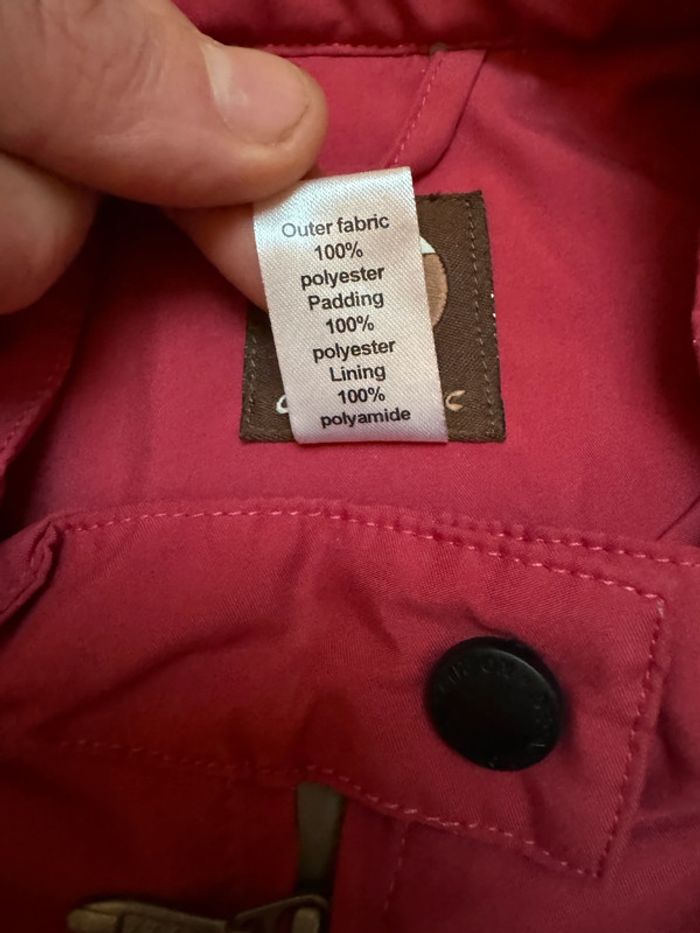 Outer fabric
100%
polyester
Padding
100%
polyester
Lining
100%
polyamide